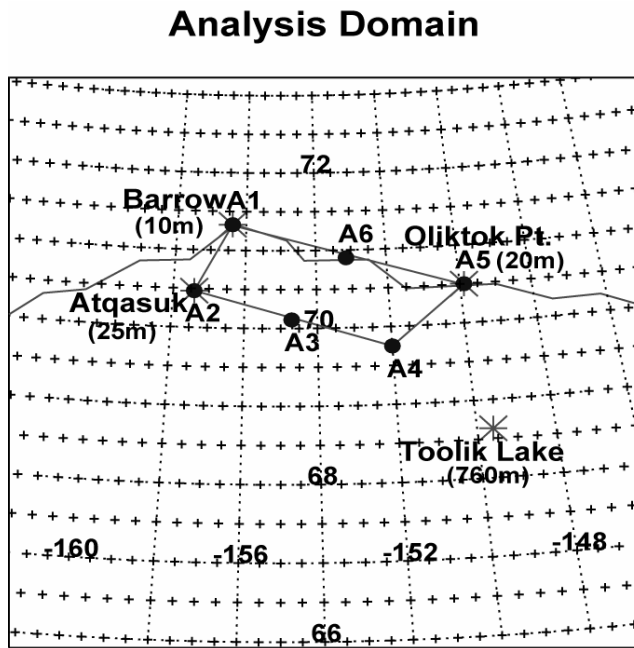 Analysis Domain
72
BarrowA1
(10m)
A6
Oliktok Pt.
A5 (20m)
Atqasuk
A2
(25m)
70
A3
A4
Toolik Lake
(760m)
68
-160
-156
-152
-148
66